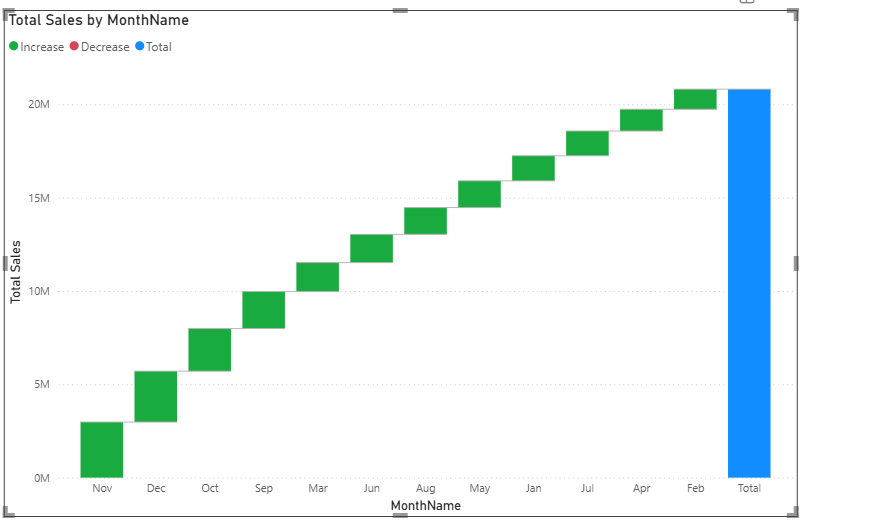 Total Sales by MonthName
Increase Decrease Total
20M
15M
10M
5M
0M
Total Sales
Nov Dec Oct Sep Mar Jun Aug May Jan Jul Apr Feb Total
MonthName